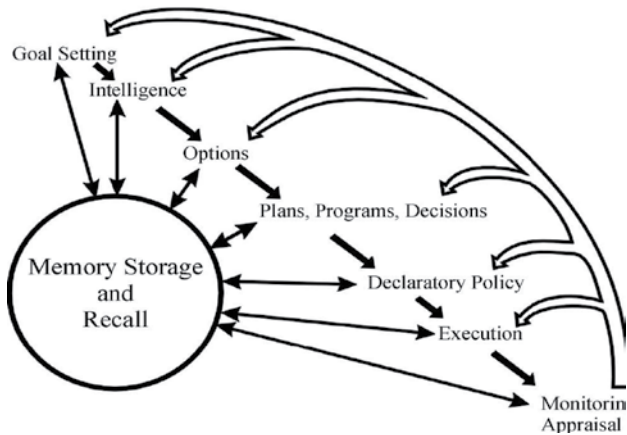 Goal Setting
Intelligence
Options
Plans, Programs, Decisions
Memory Storage
and
Recall
Declaratory Policy
Execution
Monitorin
Appraisal